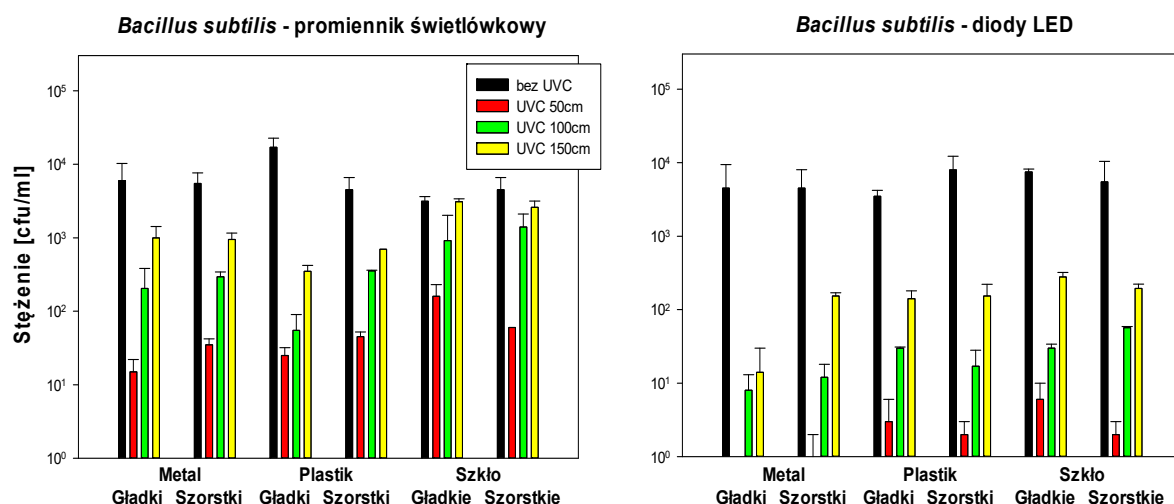 Bacillus subtilis - promiennik świetlówkowy
Stężenie [cfu/ml]
10⁵
10⁴
10³
10²
10¹
10⁰
bez UVC
UVC 50cm
UVC 100cm
UVC 150cm
Metal Plastik Szkło
Gładki Szorstki Gładki Szorstki Gładkie Szorstkie
Bacillus subtilis - diody LED
10⁵
10⁴
10³
10²
10¹
10⁰
Metal Plastik Szkło
Gładki Szorstki Gładki Szorstki Gładkie Szorstkie